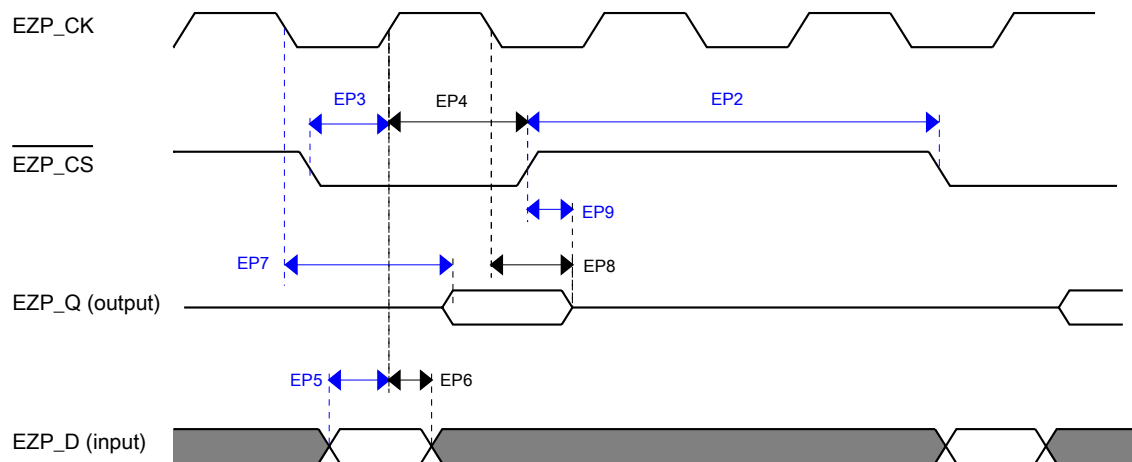 EZP_CK
EP3
EP4
EP2
EZP_CS
EP9
EP7
EP8
EZP_Q (output)
EP5
EP6
EZP_D (input)